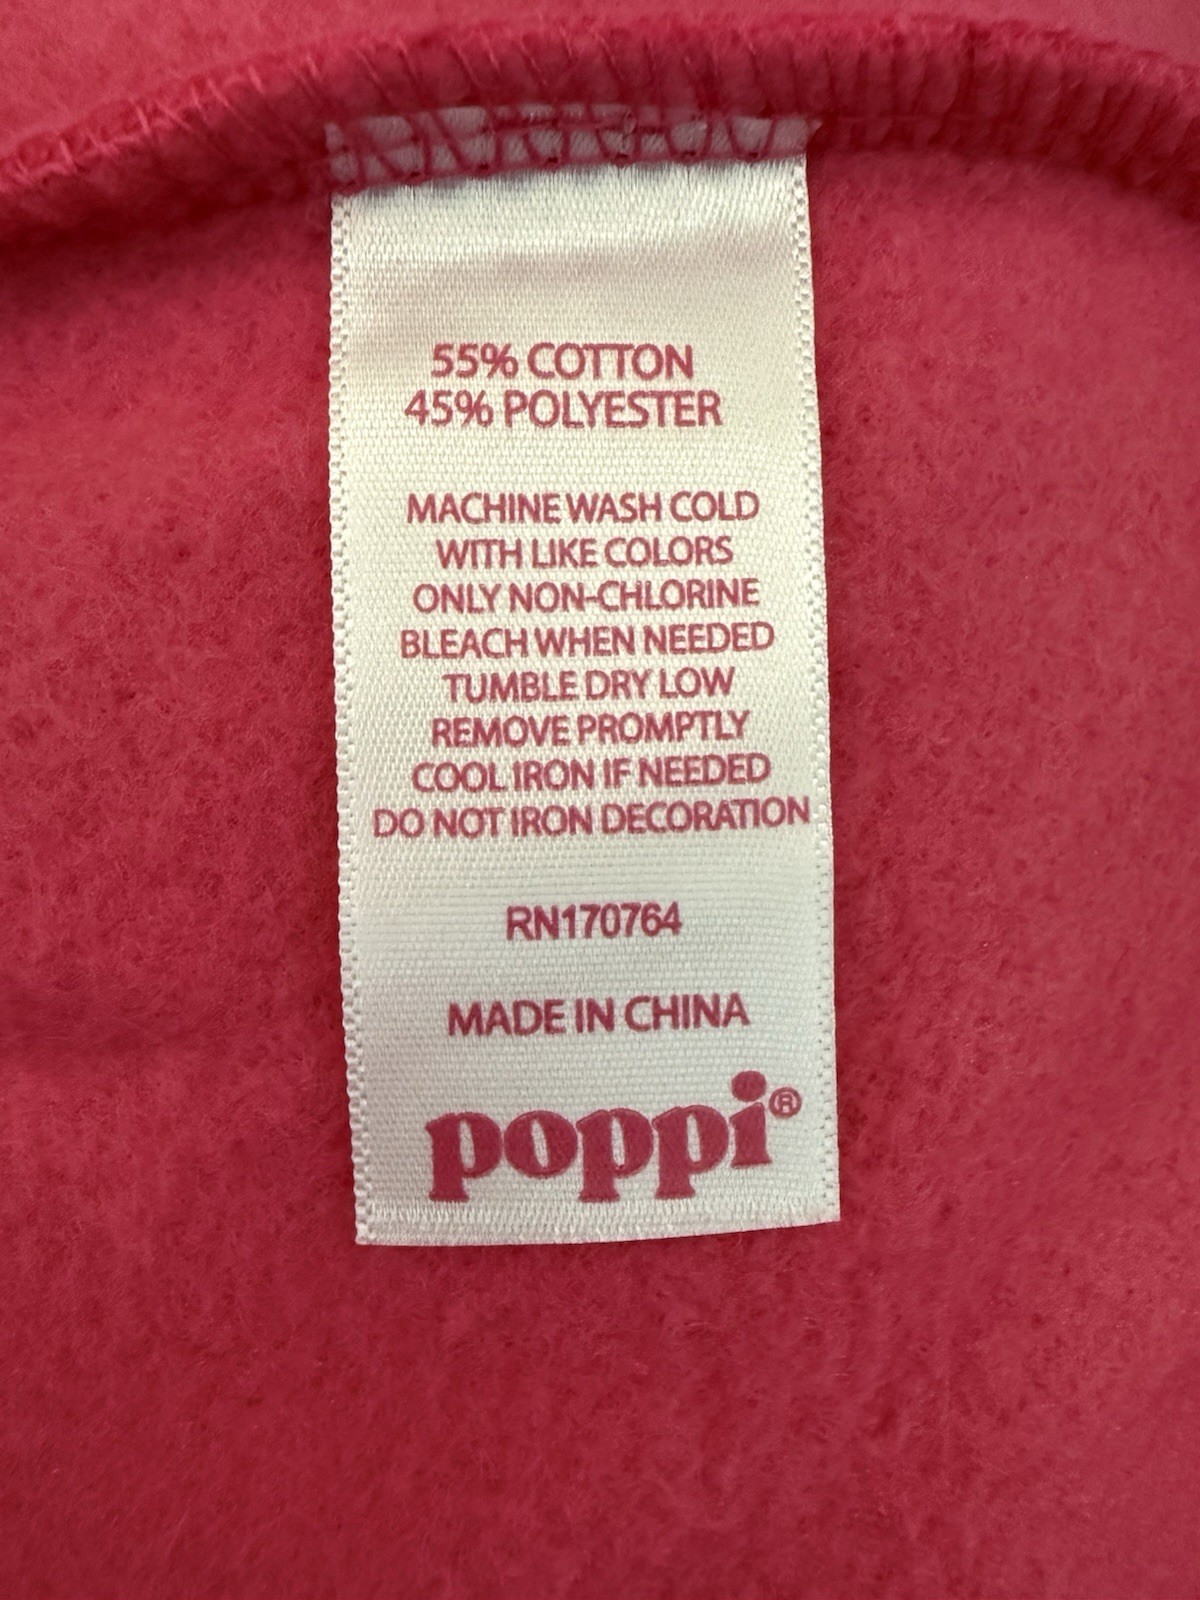 55% COTTON
45% POLYESTER
MACHINE WASH COLD
WITH LIKE COLORS
ONLY NON-CHLORINE
BLEACH WHEN NEEDED
TUMBLE DRY LOW
REMOVE PROMPTLY
COOL IRON IF NEEDED
DO NOT IRON DECORATION
RN170764
MADE IN CHINA
poppi®